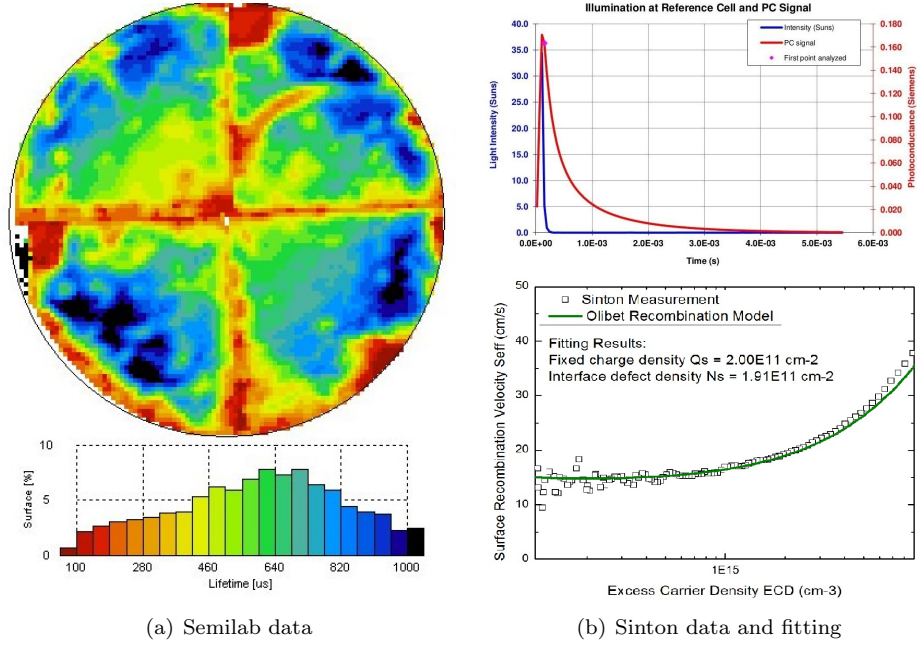 Illumination at Reference Cell and PC Signal
40.0
35.0
30.0
25.0
20.0
15.0
10.0
5.0
0.0
Light Intensity (Suns)
Intensity (Suns)
PC signal
First point analyzed
0.180
0.160
0.140
0.120
0.100
0.080
0.060
0.040
0.020
0.000
Photoconductance (Siemens)
0.0E+00 1.0E-03 2.0E-03 3.0E-03 4.0E-03 5.0E-03 6.0E-03
Time (s)
10
5
0
Surface [%]
100 280 460 640 820 1000
Lifetime [us]
50
40
30
20
10
0
Surface Recombination Velocity Seff (cm/s)
Sinton Measurement
Olibet Recombination Model
Fitting Results:
Fixed charge density Qs = 2.00E11 cm-2
Interface defect density Ns = 1.91E11 cm-2
1E15
Excess Carrier Density ECD (cm-3)
(a) Semilab data
(b) Sinton data and fitting